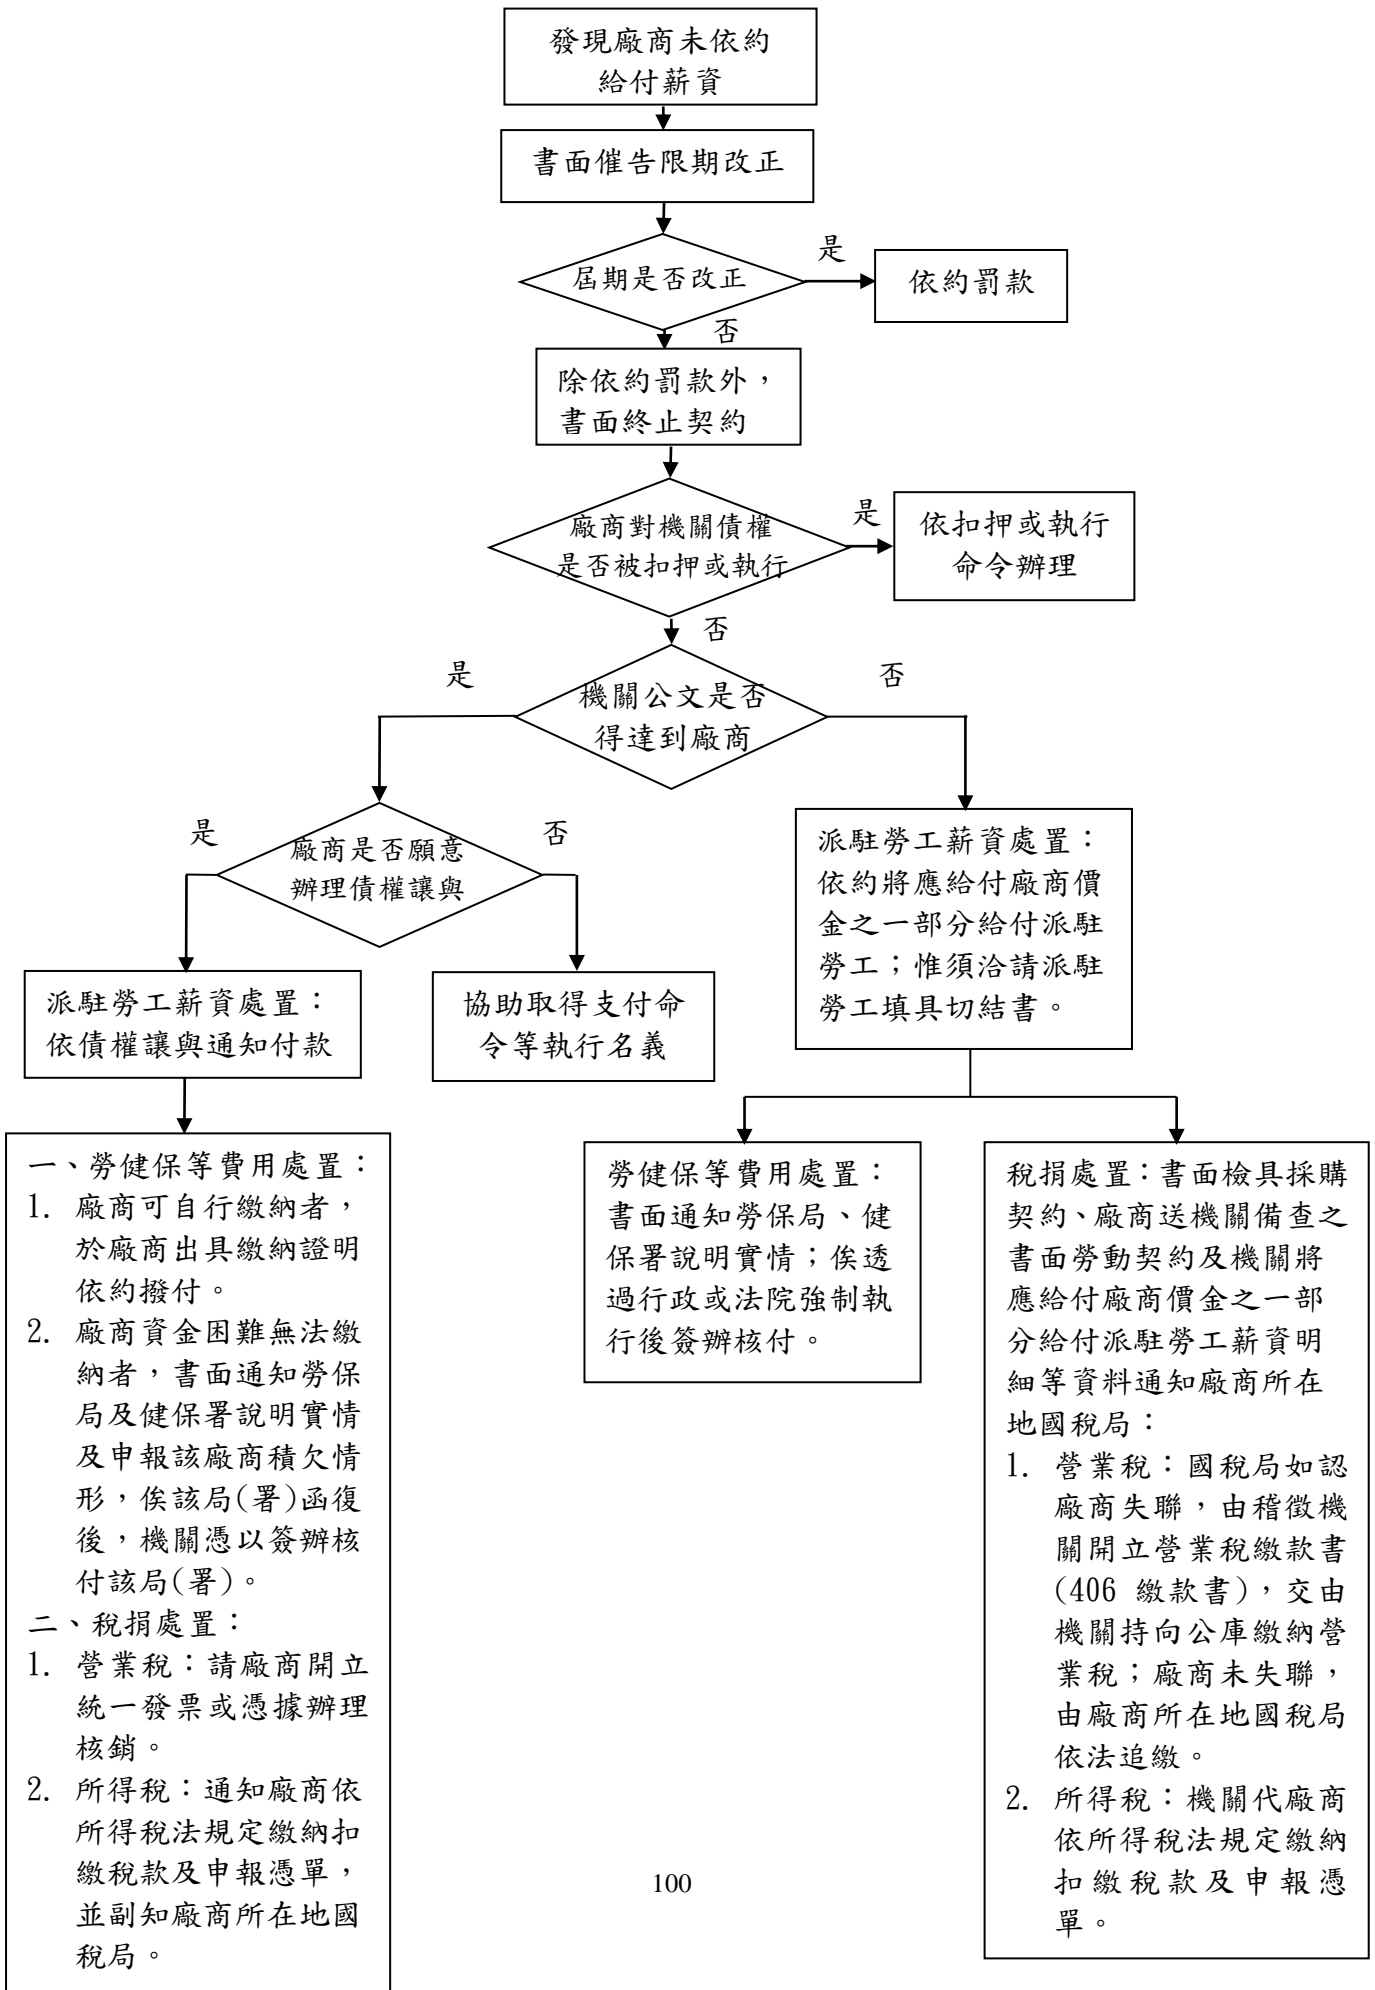 發現廠商未依約
給付薪資
書面催告限期改正
屆期是否改正
是
依約罰款
否
除依約罰款外，
書面終止契約
廠商對機關債權
是否被扣押或執行
是
依扣押或執行
命令辦理
否
機關公文是否
得達到廠商
是
否
廠商是否願意
辦理債權讓與
是
否
派駐勞工薪資處置：
依約將應給付廠商價
金之一部分給付派駐
勞工；惟須洽請派駐
勞工填具切結書。
派駐勞工薪資處置：
依債權讓與通知付款
協助取得支付命
令等執行名義
一、勞健保等費用處置：
1. 廠商可自行繳納者，
於廠商出具繳納證明
依約撥付。
2. 廠商資金困難無法繳
納者，書面通知勞保
局及健保署說明實情
及申報該廠商積欠情
形，俟該局(署)函復
後，機關憑以簽辦核
付該局(署)。
二、稅捐處置：
1. 營業稅：請廠商開立
統一發票或憑據辦理
核銷。
2. 所得稅：通知廠商依
所得稅法規定繳納扣
繳稅款及申報憑單，
並副知廠商所在地國
稅局。
勞健保等費用處置：
書面通知勞保局、健
保署說明實情；俟透
過行政或法院強制執
行後簽辦核付。
稅捐處置：書面檢具採購
契約、廠商送機關備查之
書面勞動契約及機關將
應給付廠商價金之一部
分給付派駐勞工薪資明
細等資料通知廠商所在
地國稅局：
1. 營業稅：國稅局如認
廠商失聯，由稽徵機
關開立營業稅繳款書
(406 繳款書)，交由
機關持向公庫繳納營
業稅；廠商未失聯，
由廠商所在地國稅局
依法追繳。
2. 所得稅：機關代廠商
依所得稅法規定繳納
扣繳稅款及申報憑
單。
100